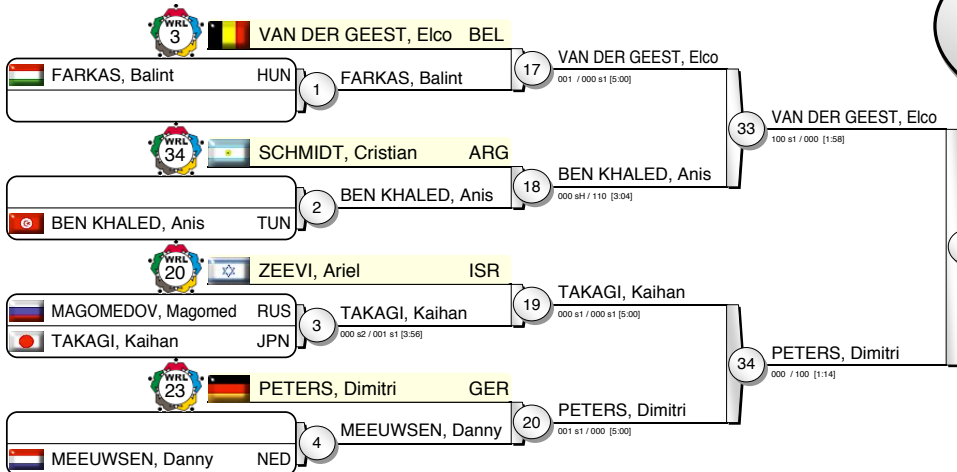 WRL
3
VAN DER GEEST, Elco BEL
FARKAS, Balint HUN
1
FARKAS, Balint
17
VAN DER GEEST, Elco
001 / 000 s1 [5:00]
WRL
34
SCHMIDT, Cristian ARG
BEN KHALED, Anis TUN
2
BEN KHALED, Anis
18
BEN KHALED, Anis
000 sH / 110 [3:04]
33
VAN DER GEEST, Elco
100 s1 / 000 [1:58]
WRL
20
ZEEVI, Ariel ISR
MAGOMEDOV, Magomed RUS
TAKAGI, Kaihan JPN
3
TAKAGI, Kaihan
000 s2 / 001 s1 [3:56]
19
TAKAGI, Kaihan
000 s1 / 000 s1 [5:00]
WRL
23
PETERS, Dimitri GER
MEEUWSEN, Danny NED
4
MEEUWSEN, Danny
20
PETERS, Dimitri
001 s1 / 000 [5:00]
34
PETERS, Dimitri
000 / 100 [1:14]